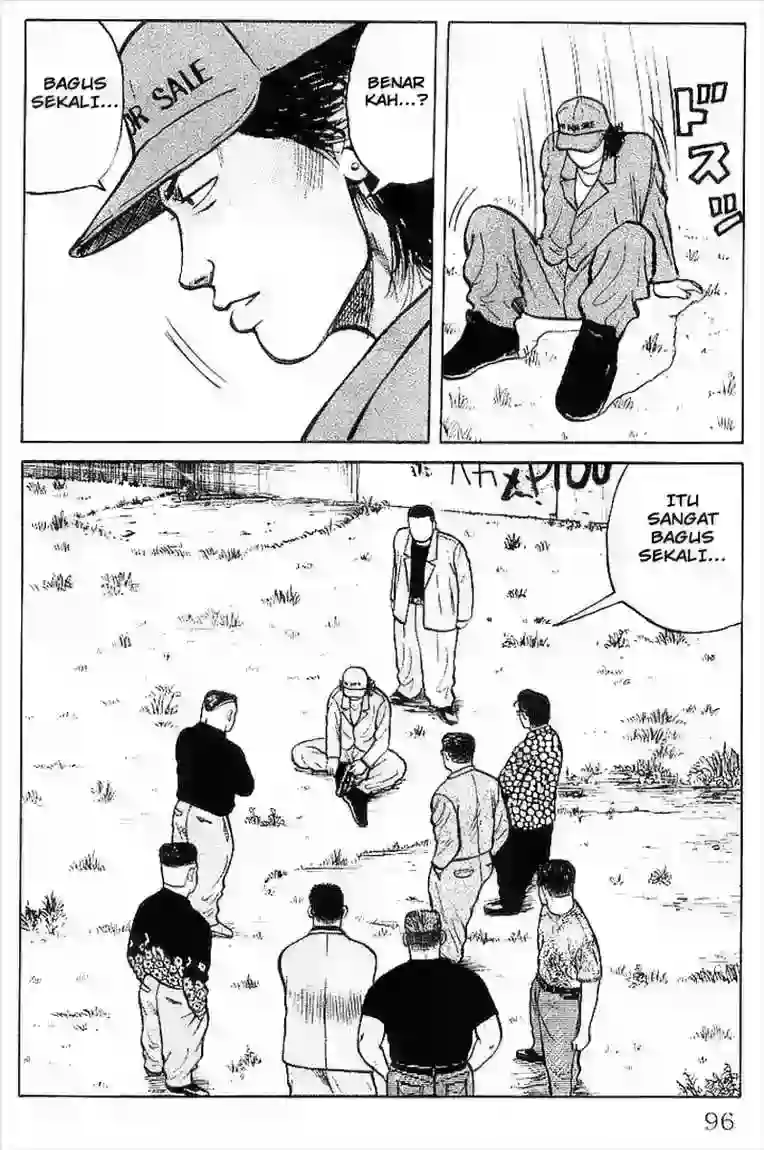 BENAR
KAH...?
BAGUS
SEKALI...
OR SALE
ドスッ
ITU
SANGAT
BAGUS
SEKALI...
96